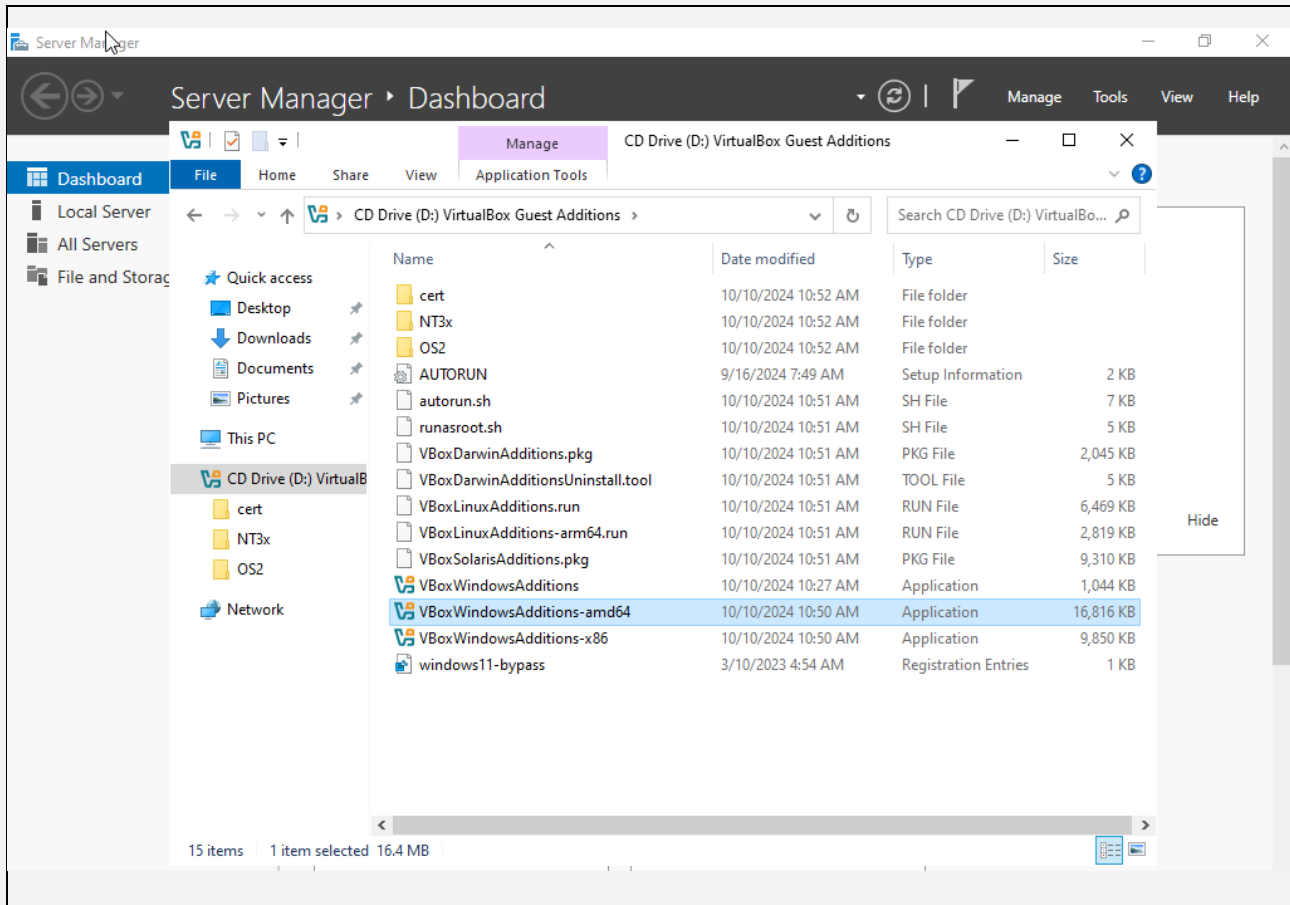 Server Manager
Server Manager ‣ Dashboard
Manage Tools View Help
Manage
CD Drive (D:) VirtualBox Guest Additions
File Home Share View Application Tools
CD Drive (D:) VirtualBox Guest Additions
Search CD Drive (D:) VirtualBo...
Dashboard
Local Server
All Servers
File and Storag
Quick access
Desktop
Downloads
Documents
Pictures
This PC
CD Drive (D:) VirtualB
cert
NT3x
OS2
Network
Name Date modified Type Size
cert 10/10/2024 10:52 AM File folder
NT3x 10/10/2024 10:52 AM File folder
OS2 10/10/2024 10:52 AM File folder
AUTORUN 9/16/2024 7:49 AM Setup Information 2 KB
autorun.sh 10/10/2024 10:51 AM SH File 7 KB
runasroot.sh 10/10/2024 10:51 AM SH File 5 KB
VBoxDarwinAdditions.pkg 10/10/2024 10:51 AM PKG File 2,045 KB
VBoxDarwinAdditionsUninstall.tool 10/10/2024 10:51 AM TOOL File 5 KB
VBoxLinuxAdditions.run 10/10/2024 10:51 AM RUN File 6,469 KB
VBoxLinuxAdditions-arm64.run 10/10/2024 10:51 AM RUN File 2,819 KB
VBoxSolarisAdditions.pkg 10/10/2024 10:51 AM PKG File 9,310 KB
VBoxWindowsAdditions 10/10/2024 10:27 AM Application 1,044 KB
VBoxWindowsAdditions-amd64 10/10/2024 10:50 AM Application 16,816 KB
VBoxWindowsAdditions-x86 10/10/2024 10:50 AM Application 9,850 KB
windows11-bypass 3/10/2023 4:54 AM Registration Entries 1 KB
Hide
15 items 1 item selected 16.4 MB